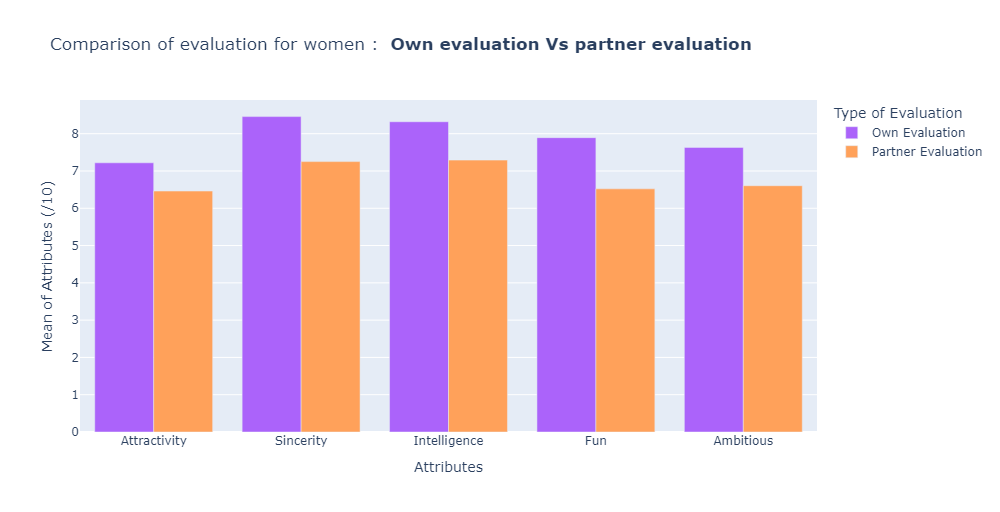 Comparison of evaluation for women : Own evaluation Vs partner evaluation
Type of Evaluation
Own Evaluation
Partner Evaluation
Mean of Attributes (/10)
8
7
6
5
4
3
2
1
0
Attractivity Sincerity Intelligence Fun Ambitious
Attributes